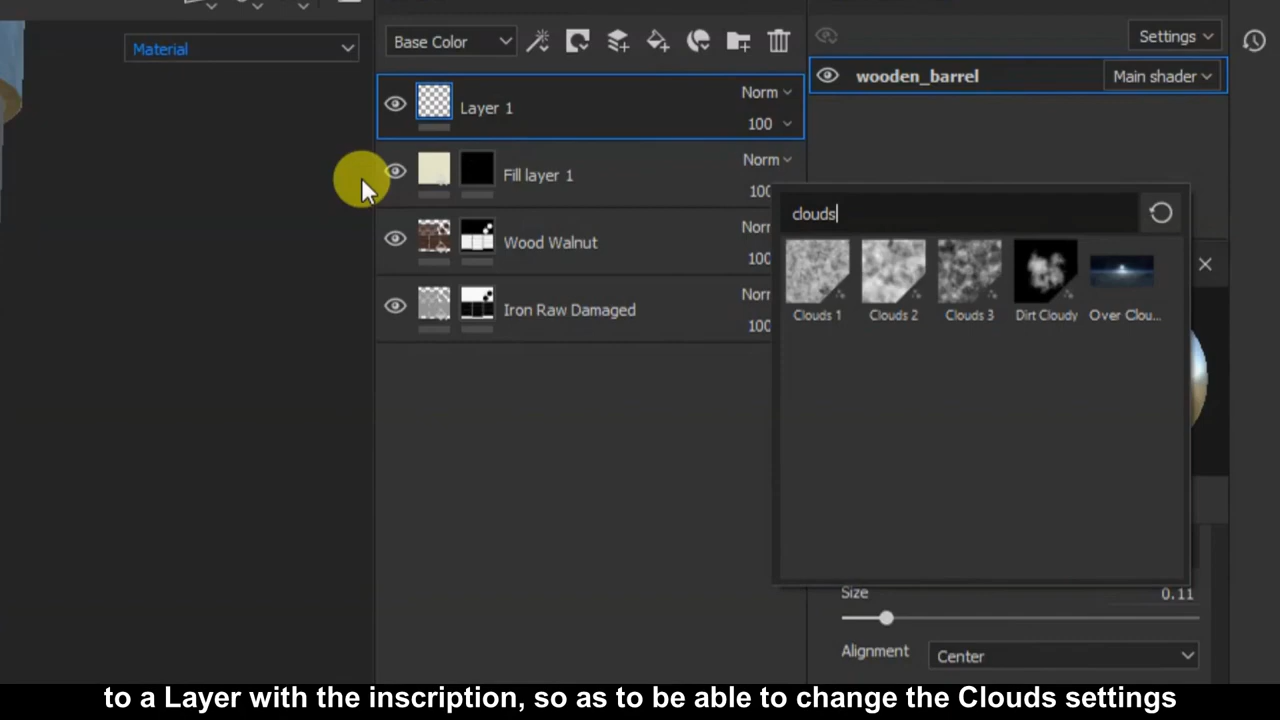 Settings
Material
Base Color
wooden_barrel
Main shader
Layer 1
Norm
100
Fill layer 1
Norm
100
clouds
Wood Walnut
Nor
100
Iron Raw Damaged
Nor
100
Clouds 1
Clouds 2
Clouds 3
Dirt Cloudy
Over Clou...
Size
0.11
Alignment
Center
to a Layer with the inscription, so as to be able to change the Clouds settings